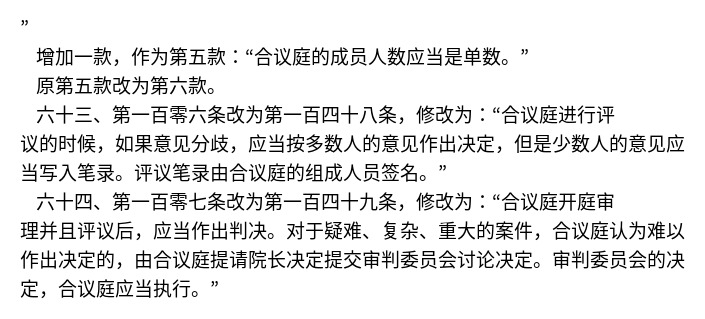 ”
增加一款，作为第五款：“合议庭的成员人数应当是单数。”
原第五款改为第六款。
六十三、第一百零六条改为第一百四十八条，修改为：“合议庭进行评
议的时候，如果意见分歧，应当按多数人的意见作出决定，但是少数人的意见应
当写入笔录。评议笔录由合议庭的组成人员签名。”
六十四、第一百零七条改为第一百四十九条，修改为：“合议庭开庭审
理并且评议后，应当作出判决。对于疑难、复杂、重大的案件，合议庭认为难以
作出决定的，由合议庭提请院长决定提交审判委员会讨论决定。审判委员会的决
定，合议庭应当执行。”